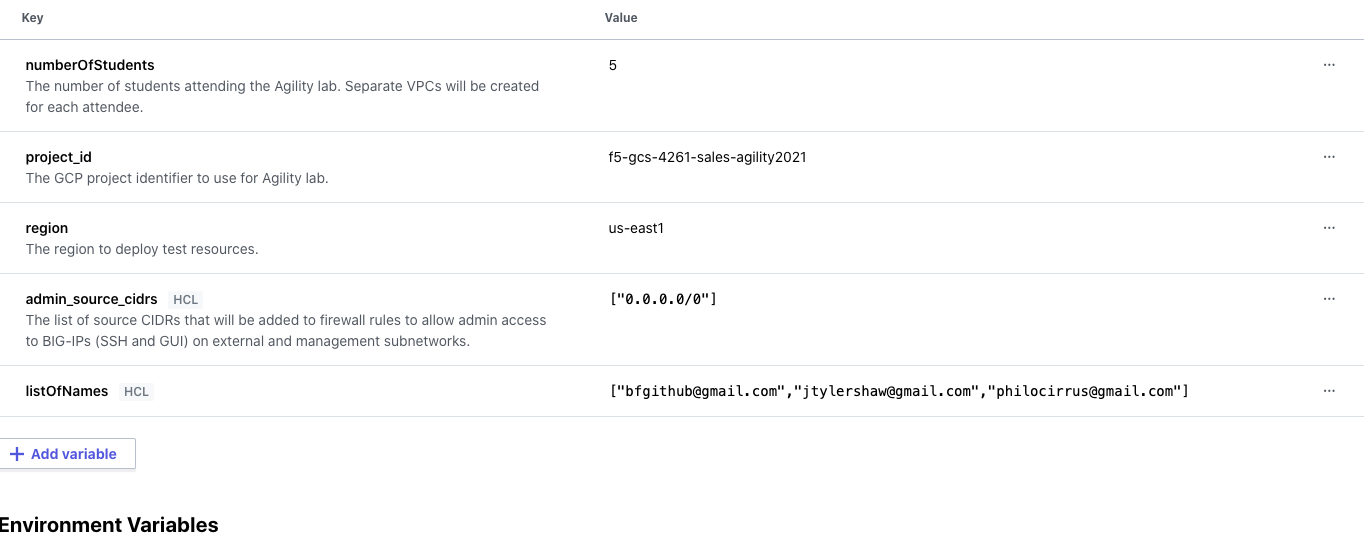 Key Value
numberOfStudents 5 ...
The number of students attending the Agility lab. Separate VPCs will be created
for each attendee.
project_id f5-gcs-4261-sales-agility2021 ...
The GCP project identifier to use for Agility lab.
region us-east1 ...
The region to deploy test resources.
admin_source_cidrs HCL ["0.0.0.0/0"] ...
The list of source CIDRs that will be added to firewall rules to allow admin access
to BIG-IPs (SSH and GUI) on external and management subnetworks.
listOfNames HCL ["bfgithub@gmail.com","jtylershaw@gmail.com","philocirrus@gmail.com"] ...
+ Add variable
Environment Variables